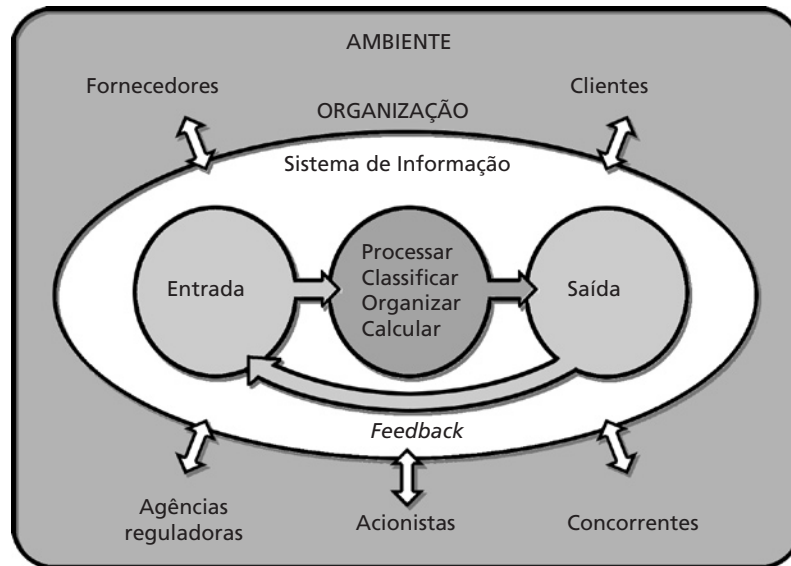 AMBIENTE
Fornecedores
Clientes
ORGANIZAÇÃO
Sistema de Informação
Entrada
Processar
Classificar
Organizar
Calcular
Saída
Feedback
Agências
reguladoras
Acionistas
Concorrentes